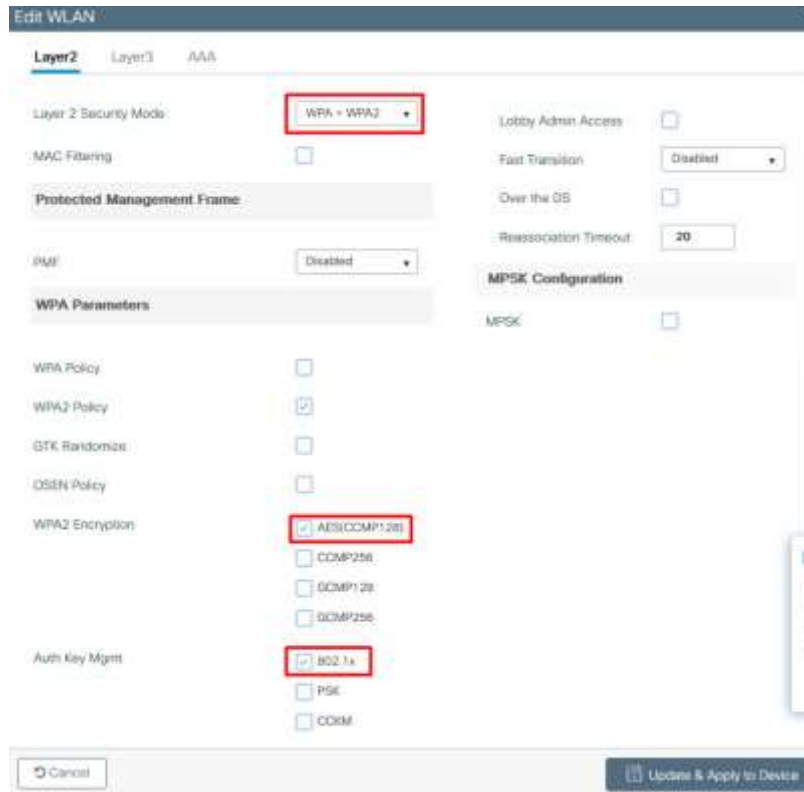 Edit WLAN
Layer2 Layer3 AAA
Layer 2 Security Mode WPA + WPA2
MAC Filtering
Protected Management Frame
PMF Disabled
WPA Parameters
WPA Policy
WPA2 Policy
GTK Randomize
OSEN Policy
WPA2 Encryption AES(CCMP128)
CCMP256
GCMP128
GCMP256
Auth Key Mgmt 802.1x
PSK
CCKM
Lobby Admin Access
Fast Transition Disabled
Over the DS
Reassociation Timeout 20
MPSK Configuration
MPSK
Cancel Update & Apply to Device